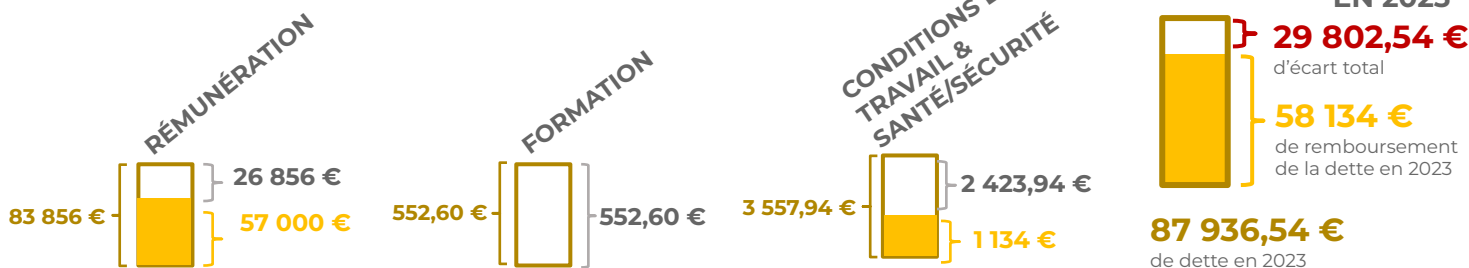 RÉMUNÉRATION
83 856 €
26 856 €
57 000 €
FORMATION
552,60 €
552,60 €
TRAVAIL &
SANTÉ/SÉCURITÉ
CONDITIONS
3 557,94 €
2 423,94 €
1 134 €
EN 2023
29 802,54 €
d’écart total
58 134 €
de remboursement
de la dette en 2023
87 936,54 €
de dette en 2023